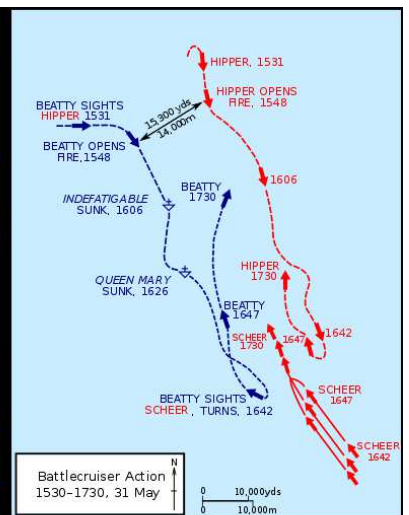 HIPPER, 1531
BEATTY SIGHTS
HIPPER 1531
HIPPER OPENS
FIRE, 1548
15,300 yds
14,000m
BEATTY OPENS
FIRE, 1548
1606
BEATTY
1730
INDEFATIGABLE
SUNK, 1606
HIPPER
1730
QUEEN MARY
SUNK, 1626
BEATTY
1647
1642
SCHEER
1730
1647
BEATTY SIGHTS
SCHEER, TURNS, 1642
SCHEER
1647
SCHEER
1642
Battlecruiser Action
1530-1730, 31 May
N
0 10,000yds
0 10,000m